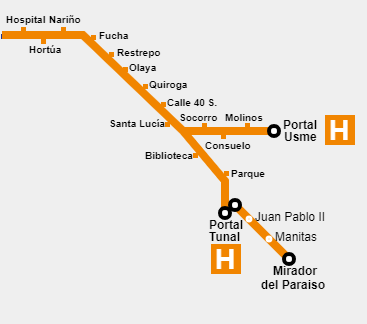 Hospital Nariño
Hortúa
Fucha
Restrepo
Olaya
Quiroga
Calle 40 S.
Santa Lucía
Socorro Molinos
Consuelo
Portal
Usme
H
Biblioteca
Parque
Juan Pablo II
Manitas
Portal
Tunal
H
Mirador
del Paraiso